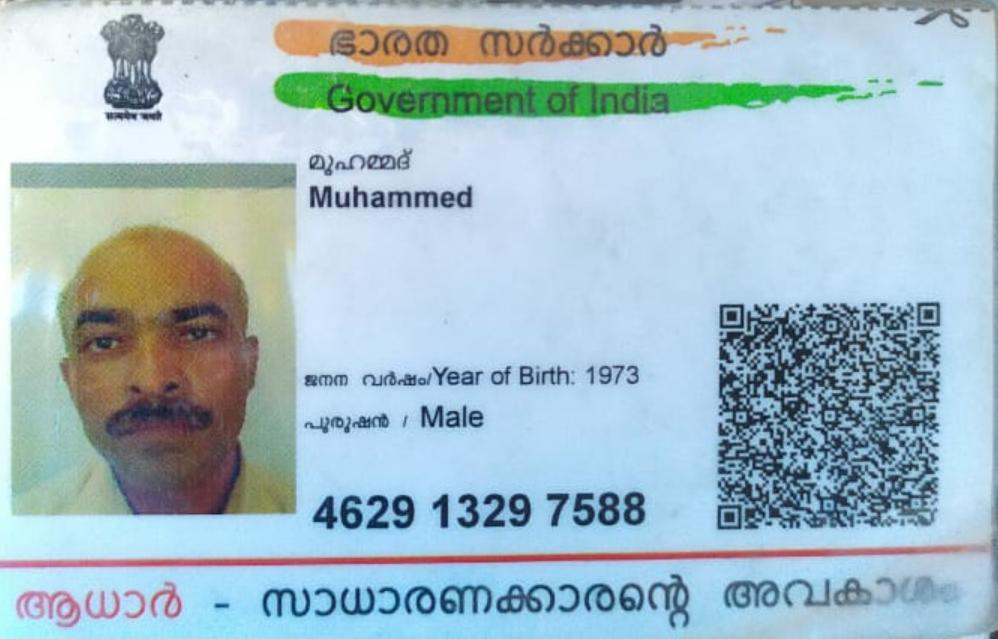 ഭാരത സർക്കാർ
Government of India
सत्यमेव जयते
മുഹമ്മദ്
Muhammed
ജനന വർഷം/Year of Birth: 1973
പുരുഷൻ / Male
4629 1329 7588
ആധാർ - സാധാരണക്കാരന്റെ അവകാശം